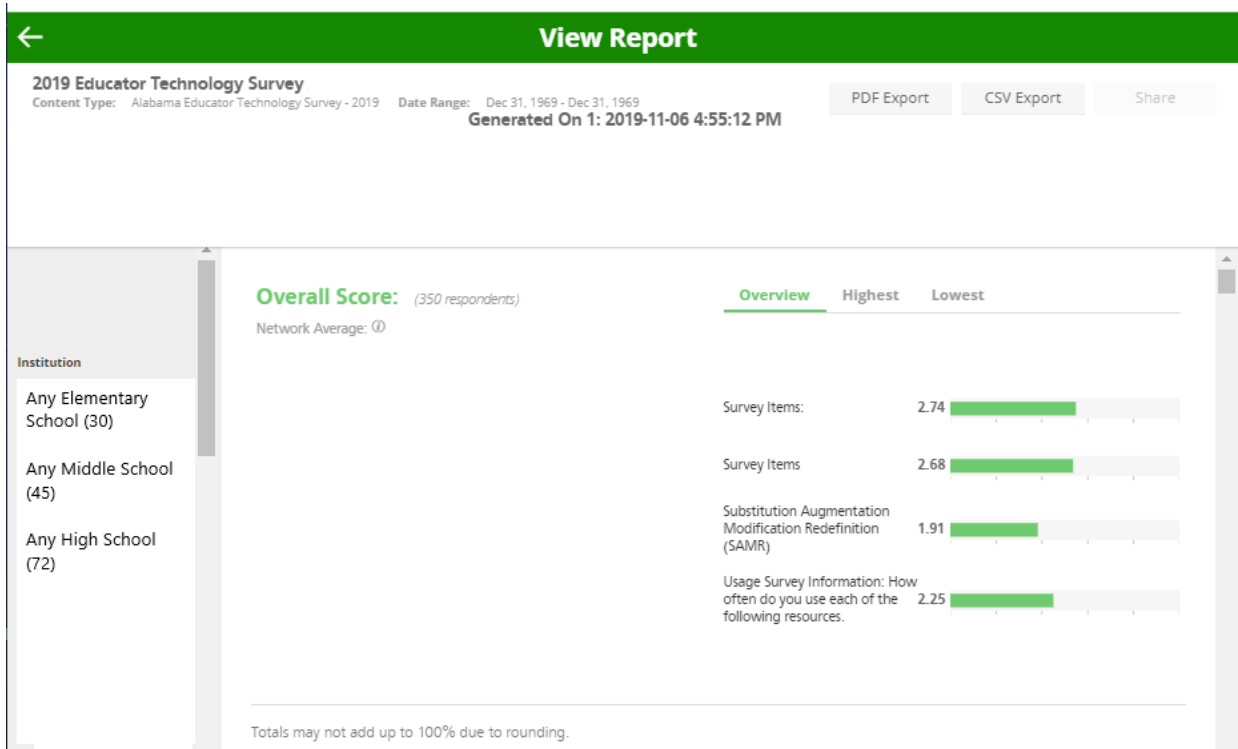 View Report
2019 Educator Technology Survey
Content Type: Alabama Educator Technology Survey - 2019 Date Range: Dec 31, 1969 - Dec 31, 1969
Generated On 1: 2019-11-06 4:55:12 PM
PDF Export
CSV Export
Share
Institution
Any Elementary
School (30)
Any Middle School
(45)
Any High School
(72)
Overall Score: (350 respondents)
Network Average:
Overview Highest Lowest
Survey Items: 2.74
Survey Items 2.68
Substitution Augmentation
Modification Redefinition 1.91
(SAMR)
Usage Survey Information: How
often do you use each of the 2.25
following resources.
Totals may not add up to 100% due to rounding.